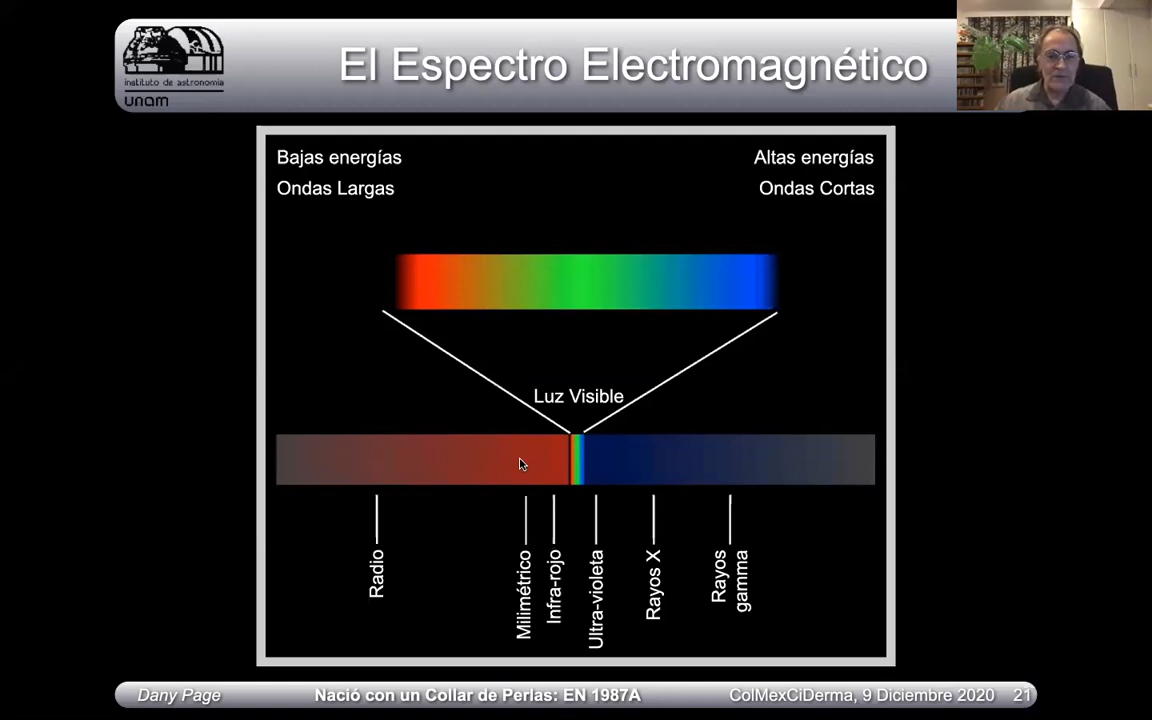 instituto de astronomía
unam
El Espectro Electromagnético
Bajas energías
Altas energías
Ondas Largas
Ondas Cortas
Luz Visible
Radio
Milimétrico
Infra-rojo
Ultra-violeta
Rayos X
Rayos
gamma
Dany Page
Nació con un Collar de Perlas: EN 1987A
ColMexCiDerma, 9 Diciembre 2020
21